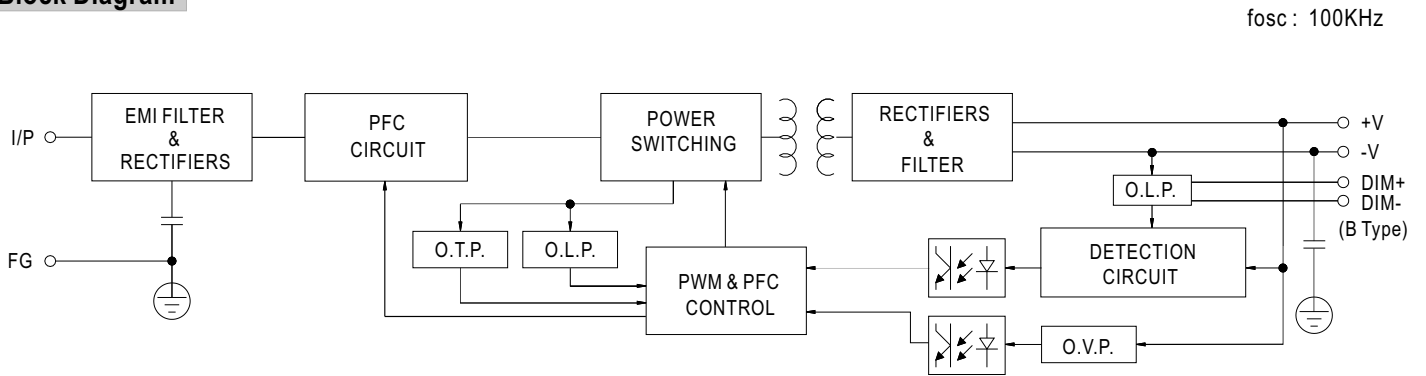 Block Diagram
fosc : 100KHz
I/P
EMI FILTER
&
RECTIFIERS
PFC
CIRCUIT
POWER
SWITCHING
RECTIFIERS
&
FILTER
+V
-V
DIM+
DIM-
(B Type)
O.L.P.
O.T.P.
O.L.P.
DETECTION
CIRCUIT
FG
PWM & PFC
CONTROL
O.V.P.